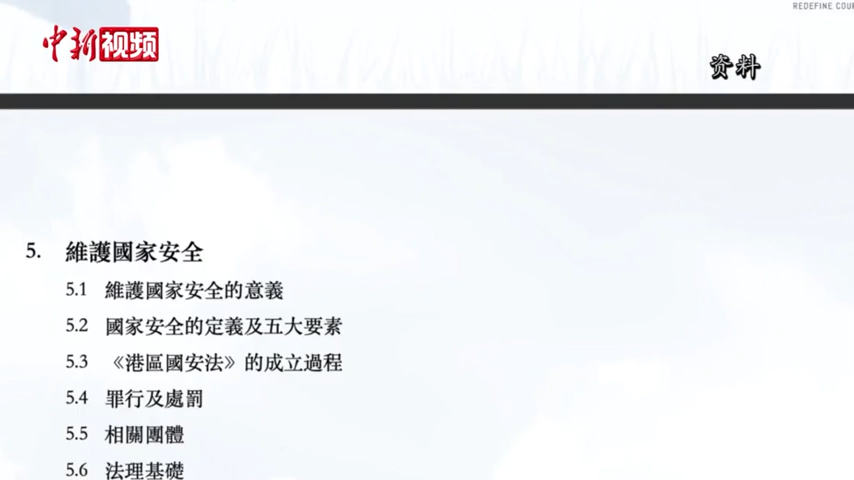 REDEFINE COU
中新视频
资料
5. 維護國家安全
5.1 維護國家安全的意義
5.2 國家安全的定義及五大要素
5.3 《港區國安法》的成立過程
5.4 罪行及處罰
5.5 相關團體
5.6 法理基礎